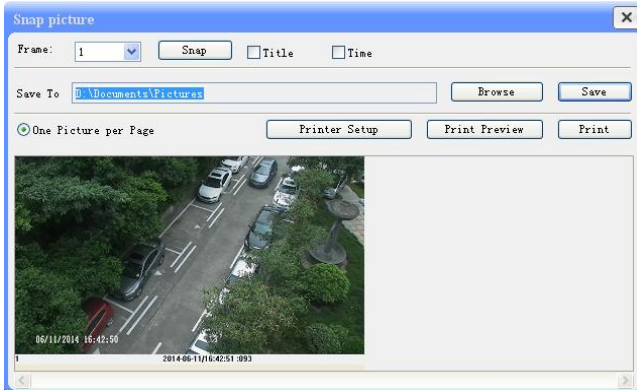 Snap picture
Frame: 1 Snap Title Time
Save To D:\Documents\Pictures Browse Save
One Picture per Page Printer Setup Print Preview Print
06/11/2014 16:42:50
1 2014-06-11/16:42:51 :093